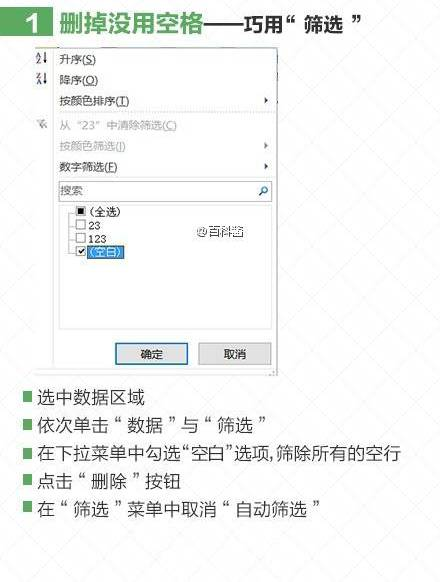 1 删掉没用空格——巧用“ 筛选 ”
升序(S)
降序(O)
按颜色排序(T)
从“23”中清除筛选(C)
按颜色筛选(I)
数字筛选(F)
搜索
(全选)
23
123
(空白)
@百科酱
确定 取消
选中数据区域
依次单击“ 数据 ”与“ 筛选 ”
在下拉菜单中勾选“空白”选项,筛除所有的空行
点击“ 删除 ”按钮
在“ 筛选 ”菜单中取消“ 自动筛选 ”